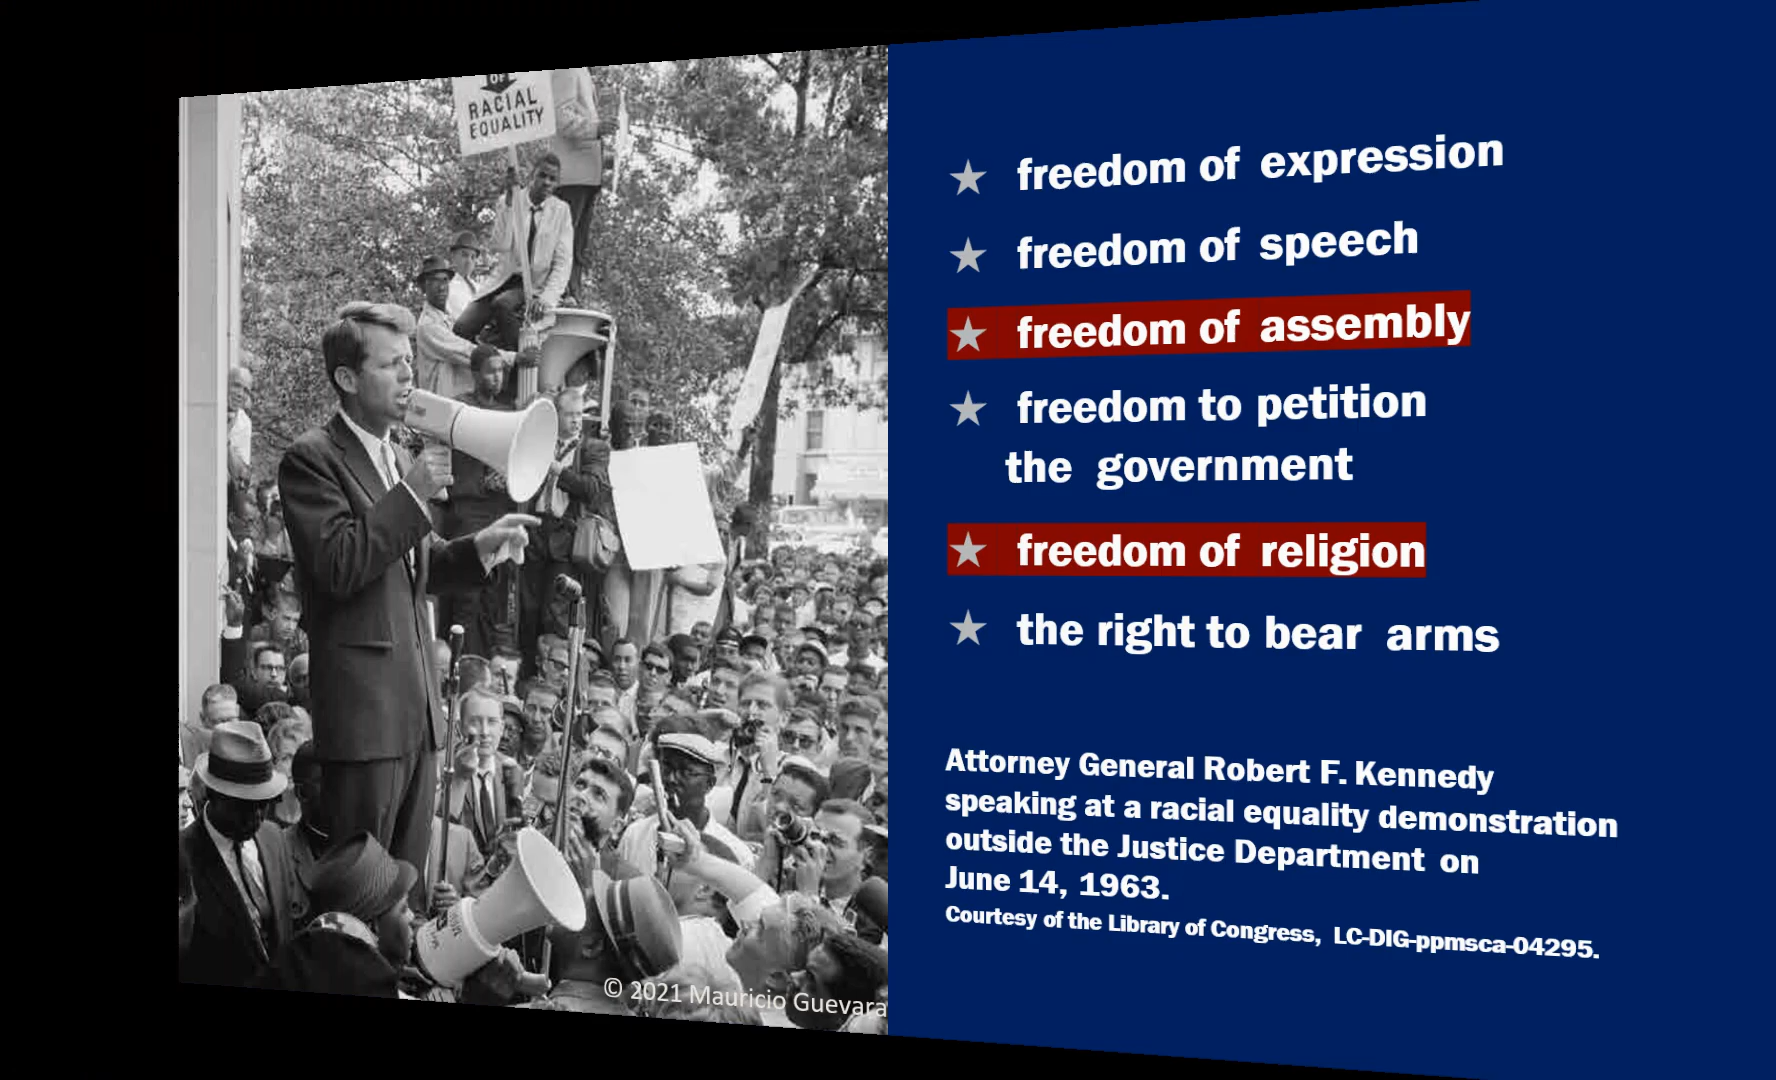 OF
RACIAL
EQUALITY
freedom of expression
freedom of speech
freedom of assembly
freedom to petition
the government
freedom of religion
the right to bear arms
Attorney General Robert F. Kennedy
speaking at a racial equality demonstration
outside the Justice Department on
June 14, 1963.
Courtesy of the Library of Congress, LC-DIG-ppmsca-04295.
© 2021 Mauricio Guevara